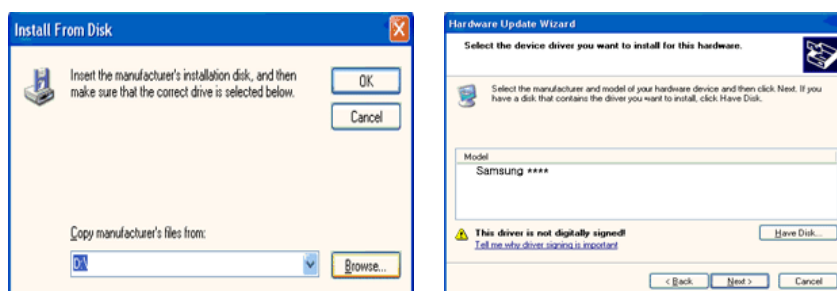 Install From Disk
Insert the manufacturer's installation disk, and then
make sure that the correct drive is selected below.
OK
Cancel
Copy manufacturer's files from:
D:\
Browse...
Hardware Update Wizard
Select the device driver you want to install for this hardware.
Select the manufacturer and model of your hardware device and then click Next. If you
have a disk that contains the driver you want to install, click Have Disk.
Model
Samsung ****
This driver is not digitally signed!
Tell me why driver signing is important
Have Disk...
< Back
Next >
Cancel